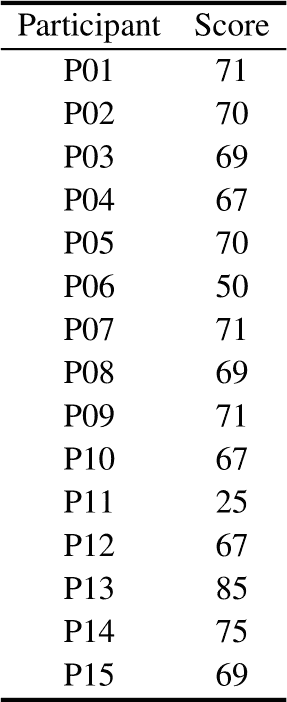 Participant Score
P01 71
P02 70
P03 69
P04 67
P05 70
P06 50
P07 71
P08 69
P09 71
P10 67
P11 25
P12 67
P13 85
P14 75
P15 69